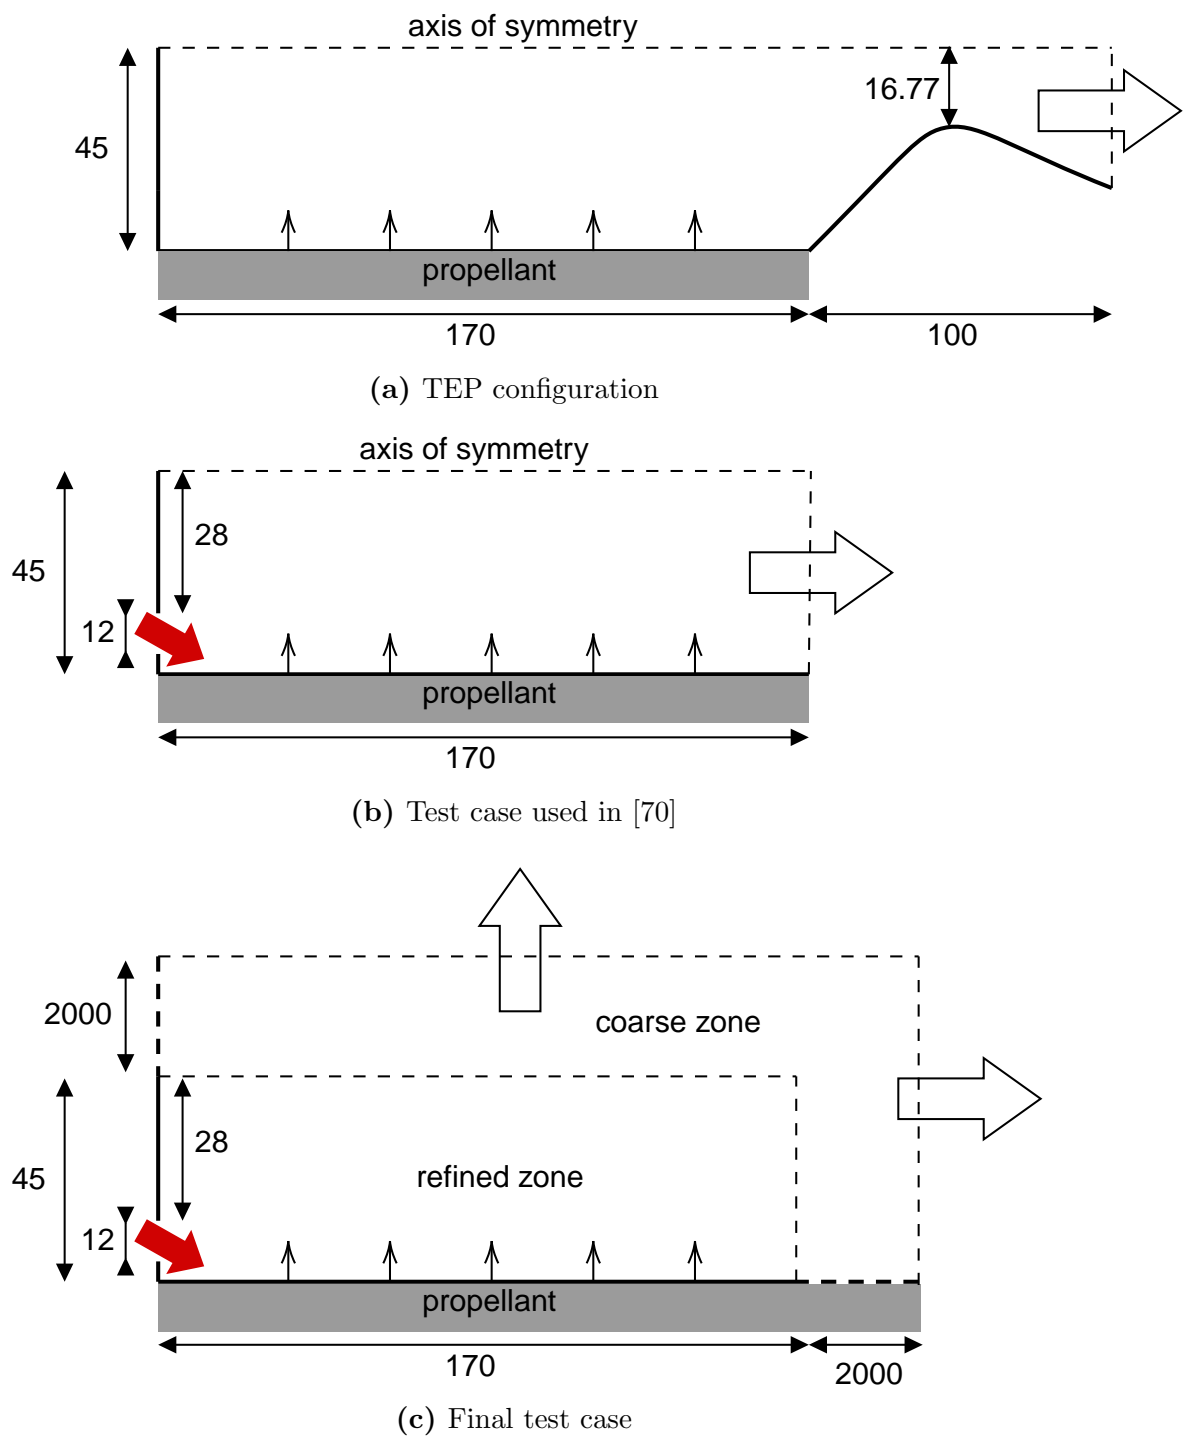 axis of symmetry
16.77
45
propellant
170
100
(a) TEP configuration
axis of symmetry
28
45
12
propellant
170
(b) Test case used in [70]
2000
coarse zone
28
45
refined zone
12
propellant
170
2000
(c) Final test case